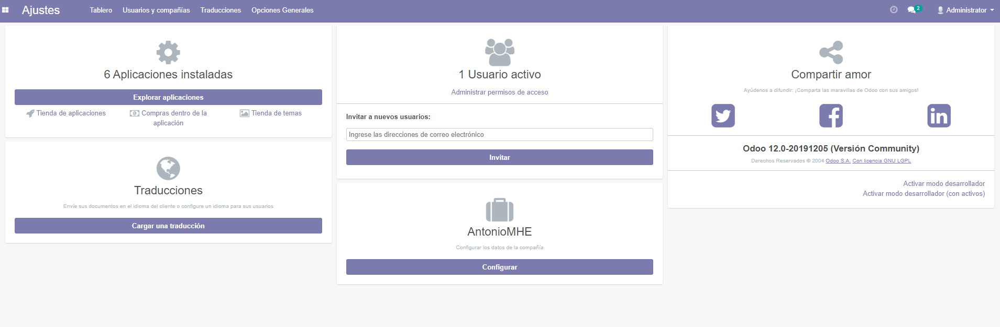 Ajustes
Tablero
Usuarios y compañías
Traducciones
Opciones Generales
2
Administrator
6 Aplicaciones instaladas
Explorar aplicaciones
Tienda de aplicaciones
Compras dentro de la
aplicación
Tienda de temas
Traducciones
Envíe sus documentos en el idioma del cliente o configure un idioma para sus usuarios
Cargar una traducción
1 Usuario activo
Administrar permisos de acceso
Invitar a nuevos usuarios:
Ingrese las direcciones de correo electrónico
Invitar
AntonioMHE
Configurar los datos de la compañía
Configurar
Compartir amor
Ayúdenos a difundir: ¡Comparta las maravillas de Odoo con sus amigos!
Odoo 12.0-20191205 (Versión Community)
Derechos Reservados © 2004 Odoo S.A. Con licencia GNU LGPL
Activar modo desarrollador
Activar modo desarrollador (con activos)